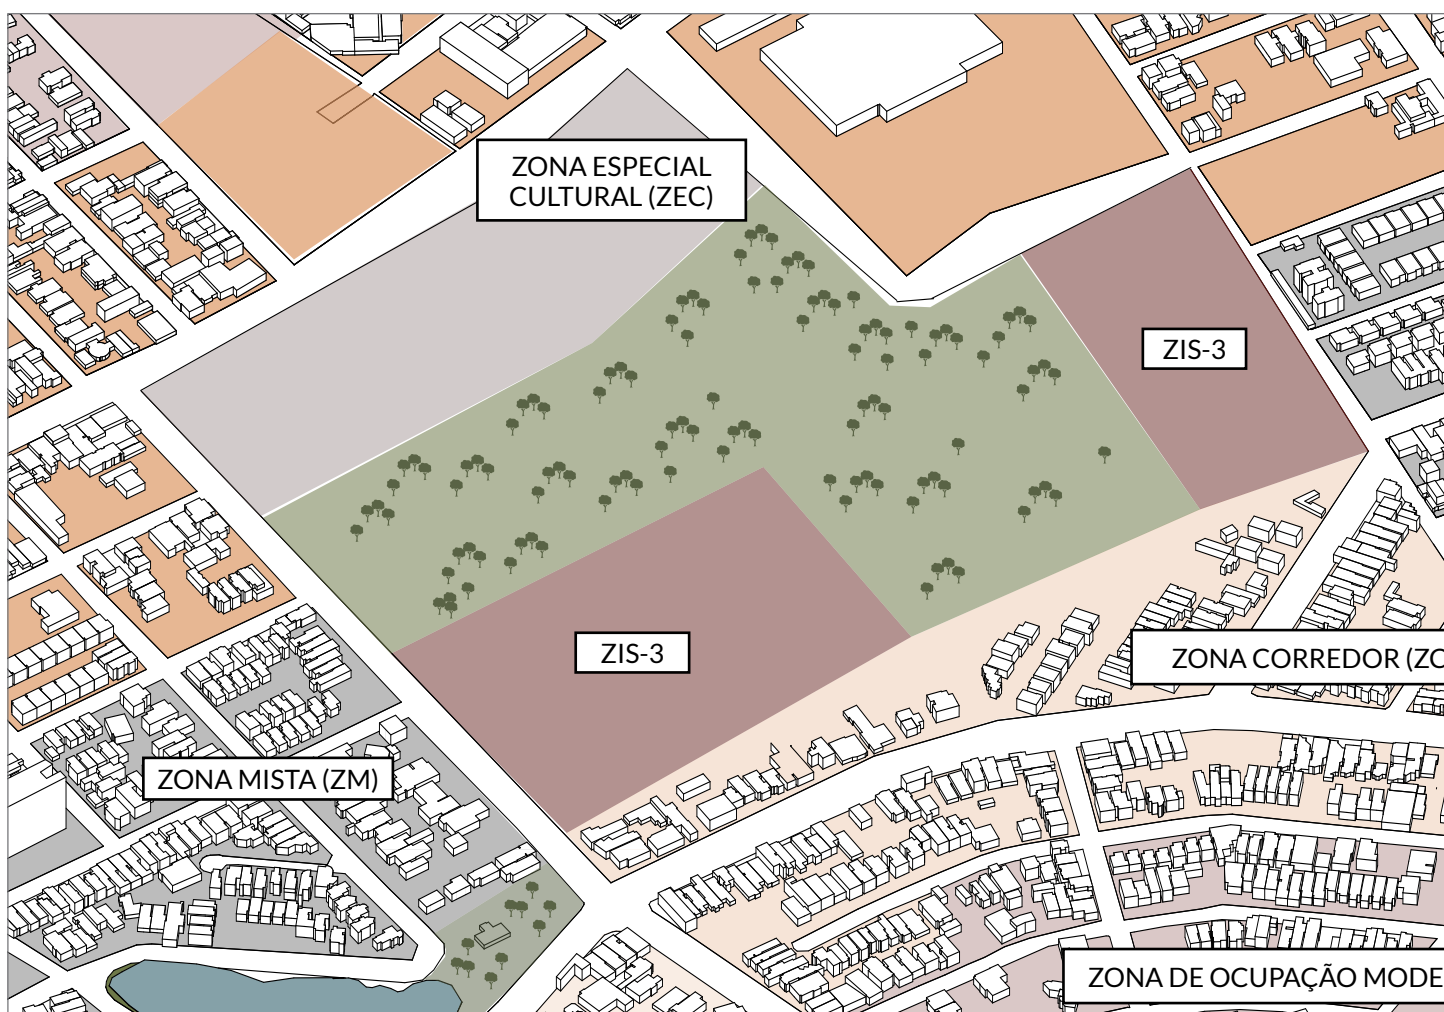 ZONA ESPECIAL
CULTURAL (ZEC)
ZIS-3
ZIS-3
ZONA CORREDOR (ZC
ZONA MISTA (ZM)
ZONA DE OCUPAÇÃO MODE